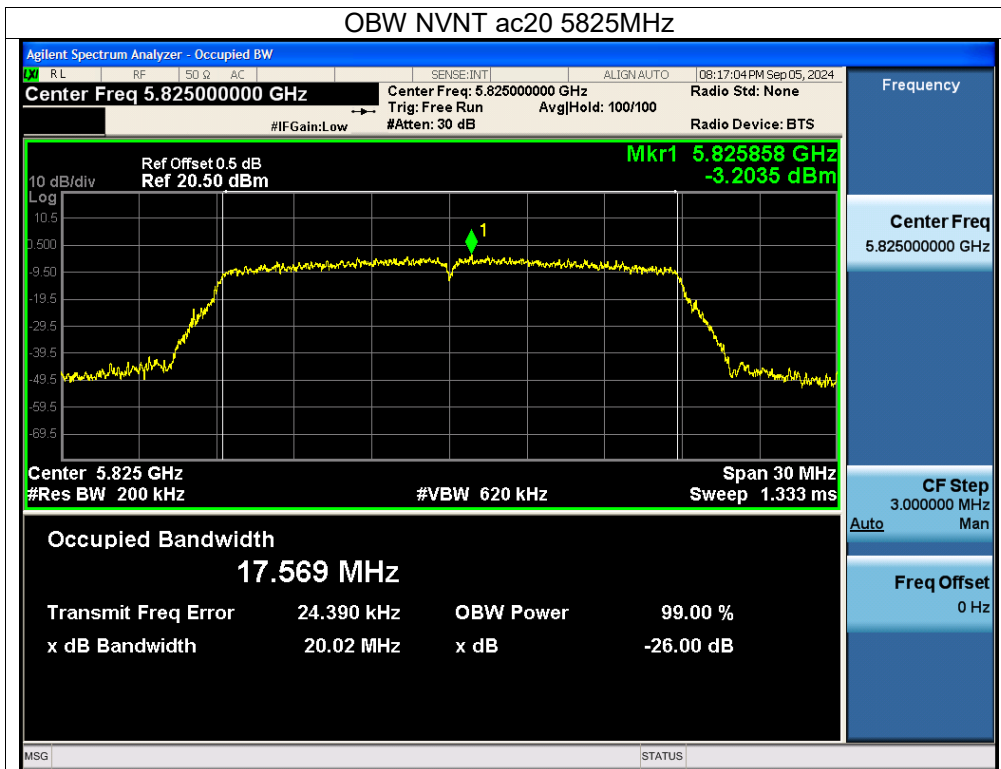 OBW NVNT ac20 5825MHz
Agilent Spectrum Analyzer - Occupied BW
LXI RL RF 50 Ω AC SENSE:INT ALIGN AUTO 08:17:04 PM Sep 05, 2024
Center Freq 5.825000000 GHz
Center Freq: 5.825000000 GHz
Radio Std: None
Trig: Free Run Avg|Hold: 100/100
#IFGain:Low
#Atten: 30 dB
Radio Device: BTS
Ref Offset 0.5 dB
Mkr1 5.825858 GHz
10 dB/div
Ref 20.50 dBm
-3.2035 dBm
Log
10.5
0.500
-9.50
-19.5
-29.5
-39.5
-49.5
-59.5
-69.5
1
Center 5.825 GHz
Span 30 MHz
#Res BW 200 kHz
#VBW 620 kHz
Sweep 1.333 ms
Occupied Bandwidth
17.569 MHz
Transmit Freq Error 24.390 kHz OBW Power 99.00 %
x dB Bandwidth 20.02 MHz x dB -26.00 dB
Frequency
Center Freq
5.825000000 GHz
CF Step
3.000000 MHz
Auto Man
Freq Offset
0 Hz
MSG
STATUS